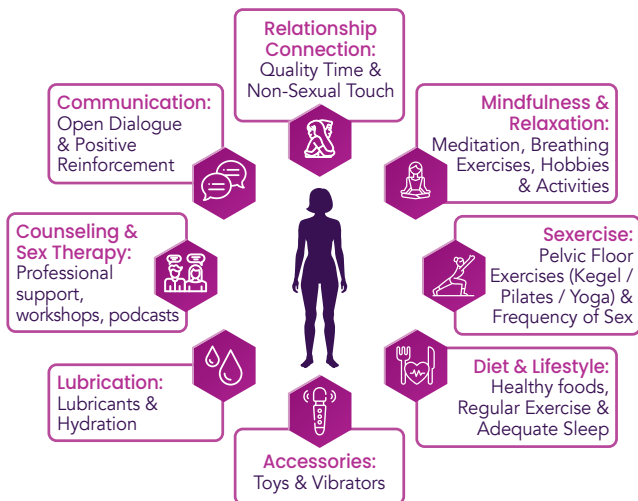 Relationship
Connection:
Quality Time &
Non-Sexual Touch
Mindfulness &
Relaxation:
Meditation, Breathing
Exercises, Hobbies
& Activities
Sexercise:
Pelvic Floor
Exercises (Kegel /
Pilates / Yoga) &
Frequency of Sex
Diet & Lifestyle:
Healthy foods,
Regular Exercise &
Adequate Sleep
Accessories:
Toys & Vibrators
Lubrication:
Lubricants &
Hydration
Counseling &
Sex Therapy:
Professional
support,
workshops, podcasts
Communication:
Open Dialogue
& Positive
Reinforcement